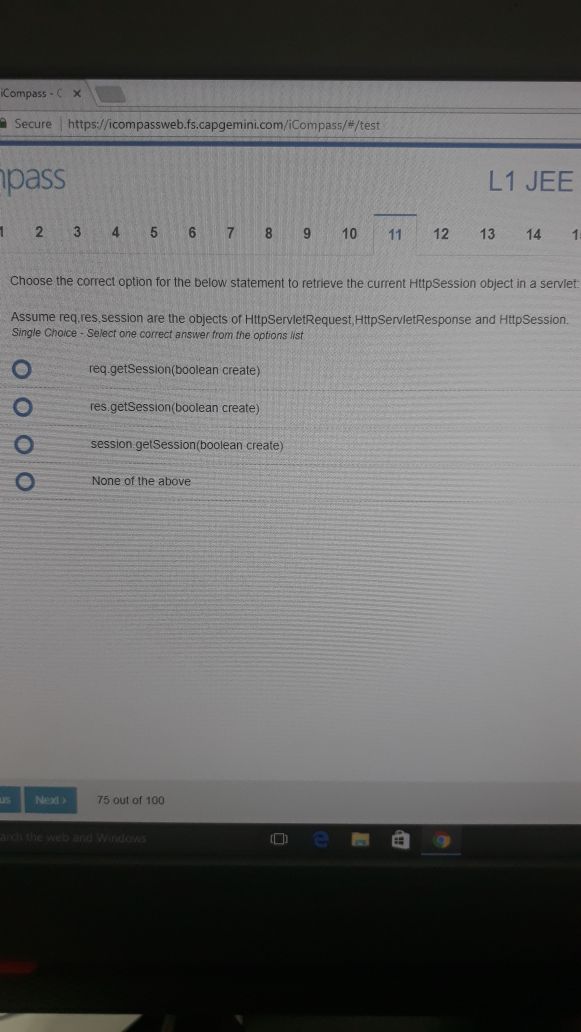 iCompass - C
Secure https://icompassweb.fs.capgemini.com/iCompass/#/test
pass
L1 JEE
1 2 3 4 5 6 7 8 9 10 11 12 13 14 1
Choose the correct option for the below statement to retrieve the current HttpSession object in a servlet:
Assume req,res,session are the objects of HttpServletRequest,HttpServletResponse and HttpSession.
Single Choice - Select one correct answer from the options list
req.getSession(boolean create)
res.getSession(boolean create)
session.getSession(boolean create)
None of the above
us Next > 75 out of 100
arch the web and Windows